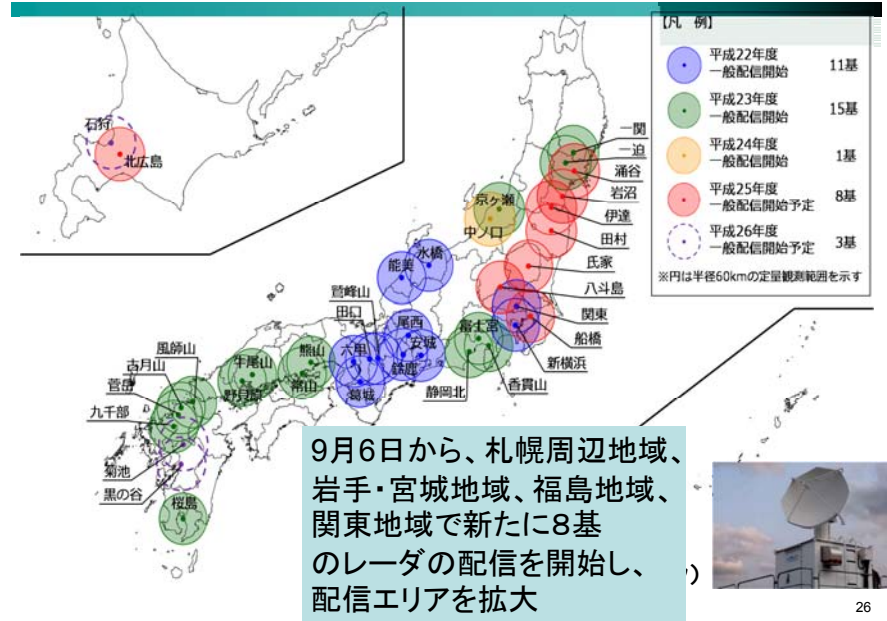 【凡 例】
平成22年度
一般配信開始
11基
平成23年度
一般配信開始
15基
平成24年度
一般配信開始
1基
平成25年度
一般配信開始予定
8基
平成26年度
一般配信開始予定
3基
※円は半径60kmの定量観測範囲を示す
石狩
北広島
一関
一迫
涌谷
岩沼
伊達
田村
氏家
八斗島
関東
船橋
新横浜
京ヶ瀬
中ノ口
水橋
能美
鷲峰山
田口
尾西
六甲
安城
鈴鹿
葛城
富士宮
静岡北
香貫山
熊山
常山
牛尾山
野貝原
風師山
古月山
菅岳
九千部
菊池
黒の谷
桜島
9月6日から、札幌周辺地域、
岩手・宮城地域、福島地域、
関東地域で新たに８基
のレーダの配信を開始し、
配信エリアを拡大
)
26